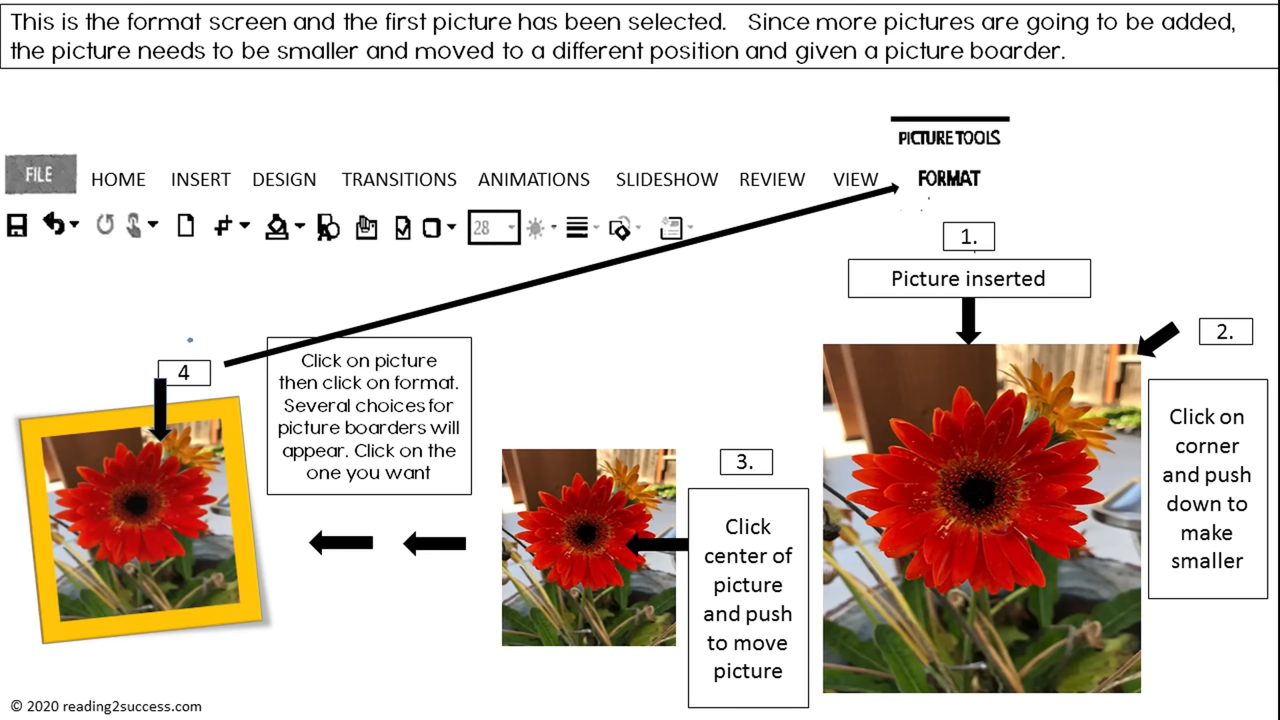 This is the format screen and the first picture has been selected. Since more pictures are going to be added,
the picture needs to be smaller and moved to a different position and given a picture boarder.
PICTURE TOOLS
FILE HOME INSERT DESIGN TRANSITIONS ANIMATIONS SLIDESHOW REVIEW VIEW FORMAT
28
1.
Picture inserted
2.
Click on
corner
and push
down to
make
smaller
3.
Click
center of
picture
and push
to move
picture
4
Click on picture
then click on format.
Several choices for
picture boarders will
appear. Click on the
one you want
© 2020 reading2success.com